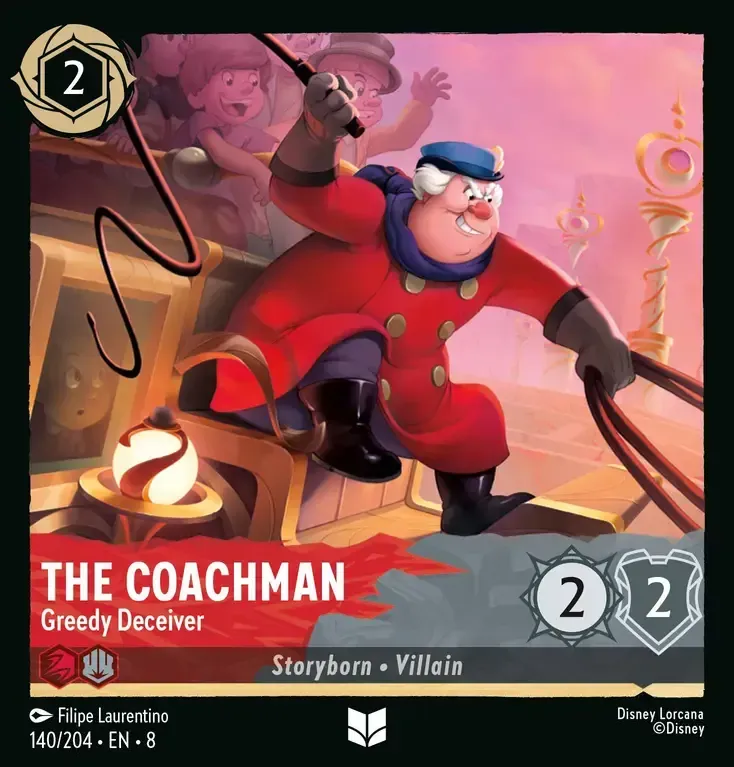 2
THE COACHMAN
Greedy Deceiver
2 2
Storyborn • Villain
Filipe Laurentino
140/204 • EN • 8
Disney Lorcana
©Disney